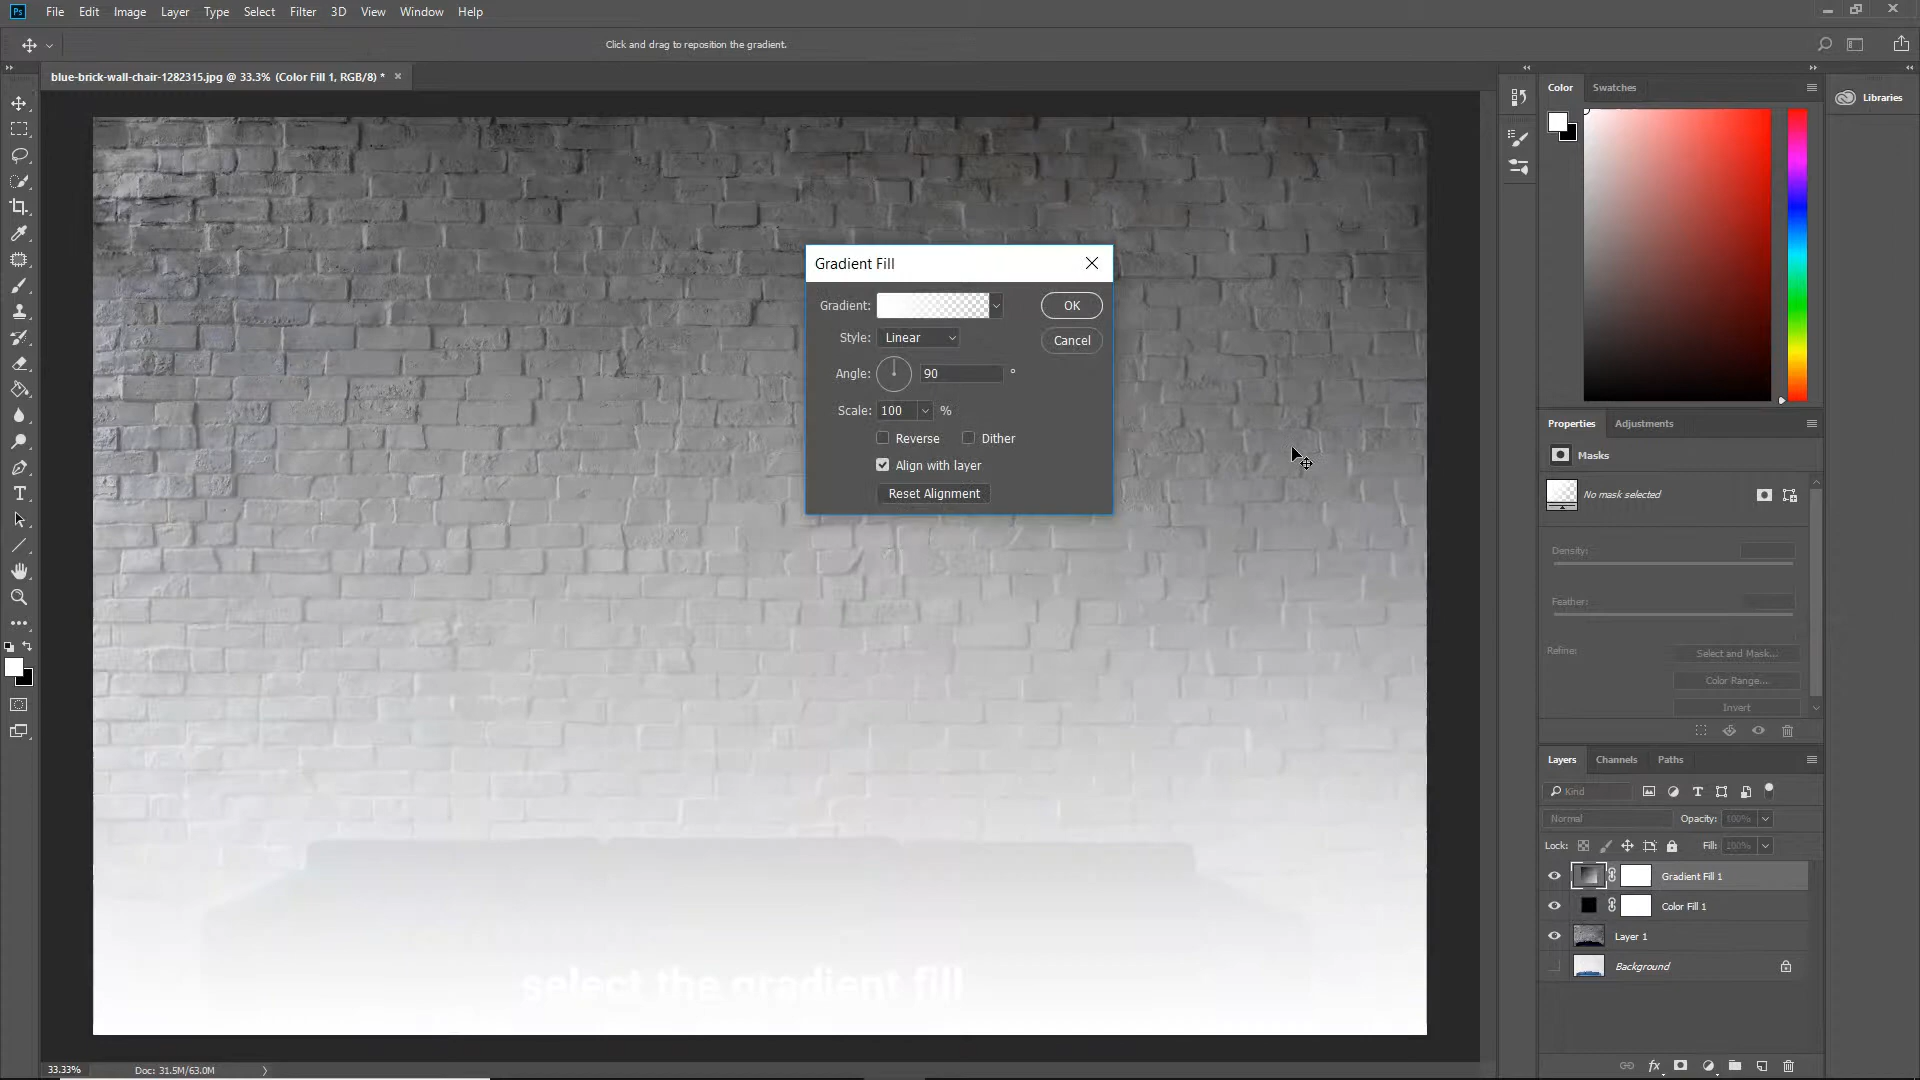 Ps File Edit Image Layer Type Select Filter 3D View Window Help
Click and drag to reposition the gradient.
blue-brick-wall-chair-1282315.jpg @ 33.3% (Color Fill 1, RGB/8) * ×
Color Swatches
Libraries
Gradient Fill
Gradient:
OK
Style: Linear
Cancel
Angle: 90 °
Scale: 100 %
Reverse Dither
Align with layer
Reset Alignment
Properties Adjustments
Masks
No mask selected
Density:
Feather:
Refine:
Select and Mask...
Color Range...
Invert
Layers Channels Paths
Kind
Normal Opacity: 100%
Lock: Fill: 100%
Gradient Fill 1
Color Fill 1
Layer 1
Background
fx
select the gradient fill
33.33% Doc: 31.5M/63.0M